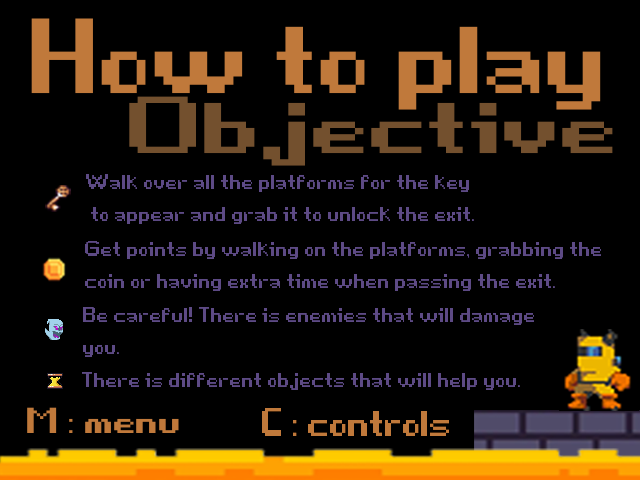 How to play
Objective
Walk over all the platforms for the key
to appear and grab it to unlock the exit.
Get points by walking on the platforms, grabbing the
coin or having extra time when passing the exit.
Be careful! There is enemies that will damage
you.
There is different objects that will help you.
M : menu C : controls